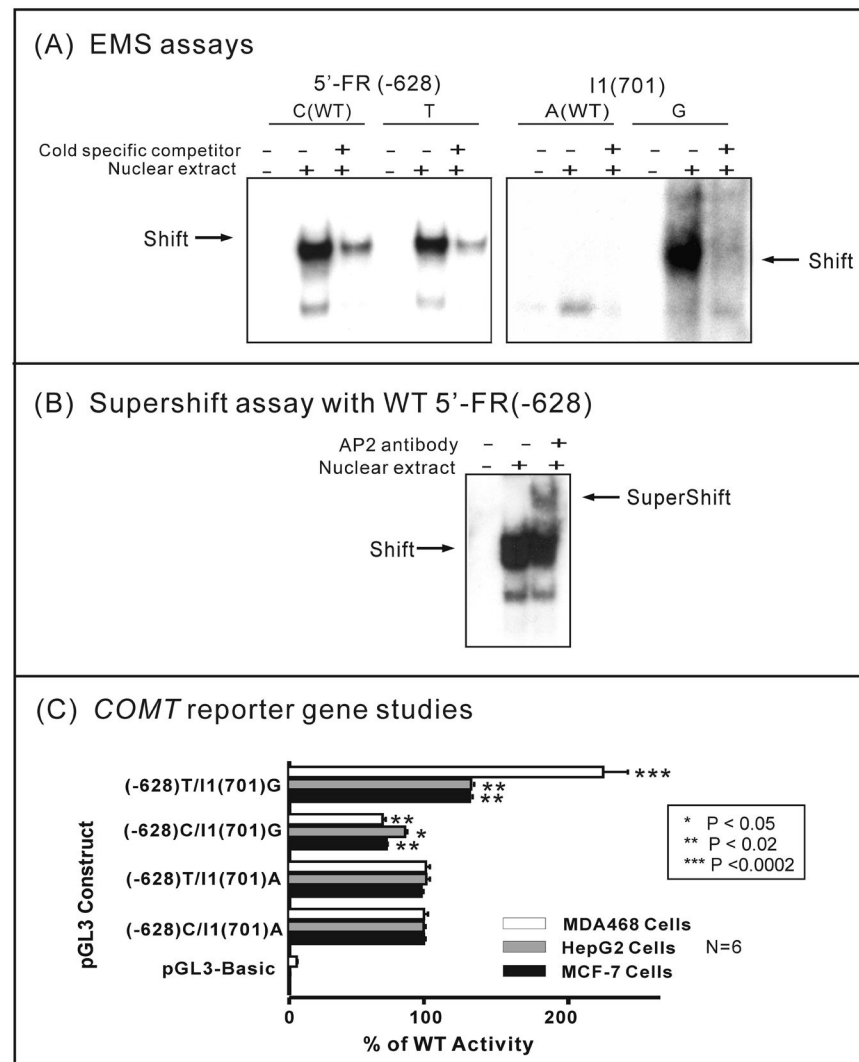 (A) EMS assays
5'-FR (-628) I1(701)
C(WT) T A(WT) G
Cold specific competitor - - + - - + - - + - - +
Nuclear extract - + + - + + - + + - + +
Shift
Shift
(B) Supershift assay with WT 5'-FR(-628)
AP2 antibody - - +
Nuclear extract - + +
SuperShift
Shift
(C) COMT reporter gene studies
pGL3 Construct
(-628)T/I1(701)G
***
**
**
(-628)C/I1(701)G
**
*
**
(-628)T/I1(701)A
(-628)C/I1(701)A
pGL3-Basic
* P < 0.05
** P < 0.02
*** P <0.0002
MDA468 Cells
HepG2 Cells N=6
MCF-7 Cells
0 100 200
% of WT Activity